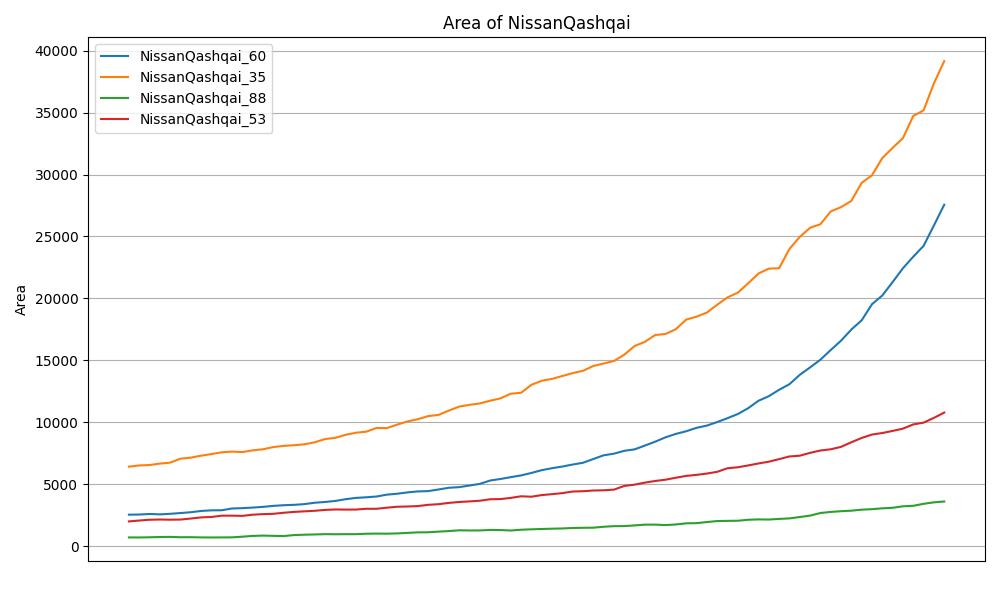 Area of NissanQashqai
NissanQashqai_60
NissanQashqai_35
NissanQashqai_88
NissanQashqai_53
Area
40000
35000
30000
25000
20000
15000
10000
5000
0